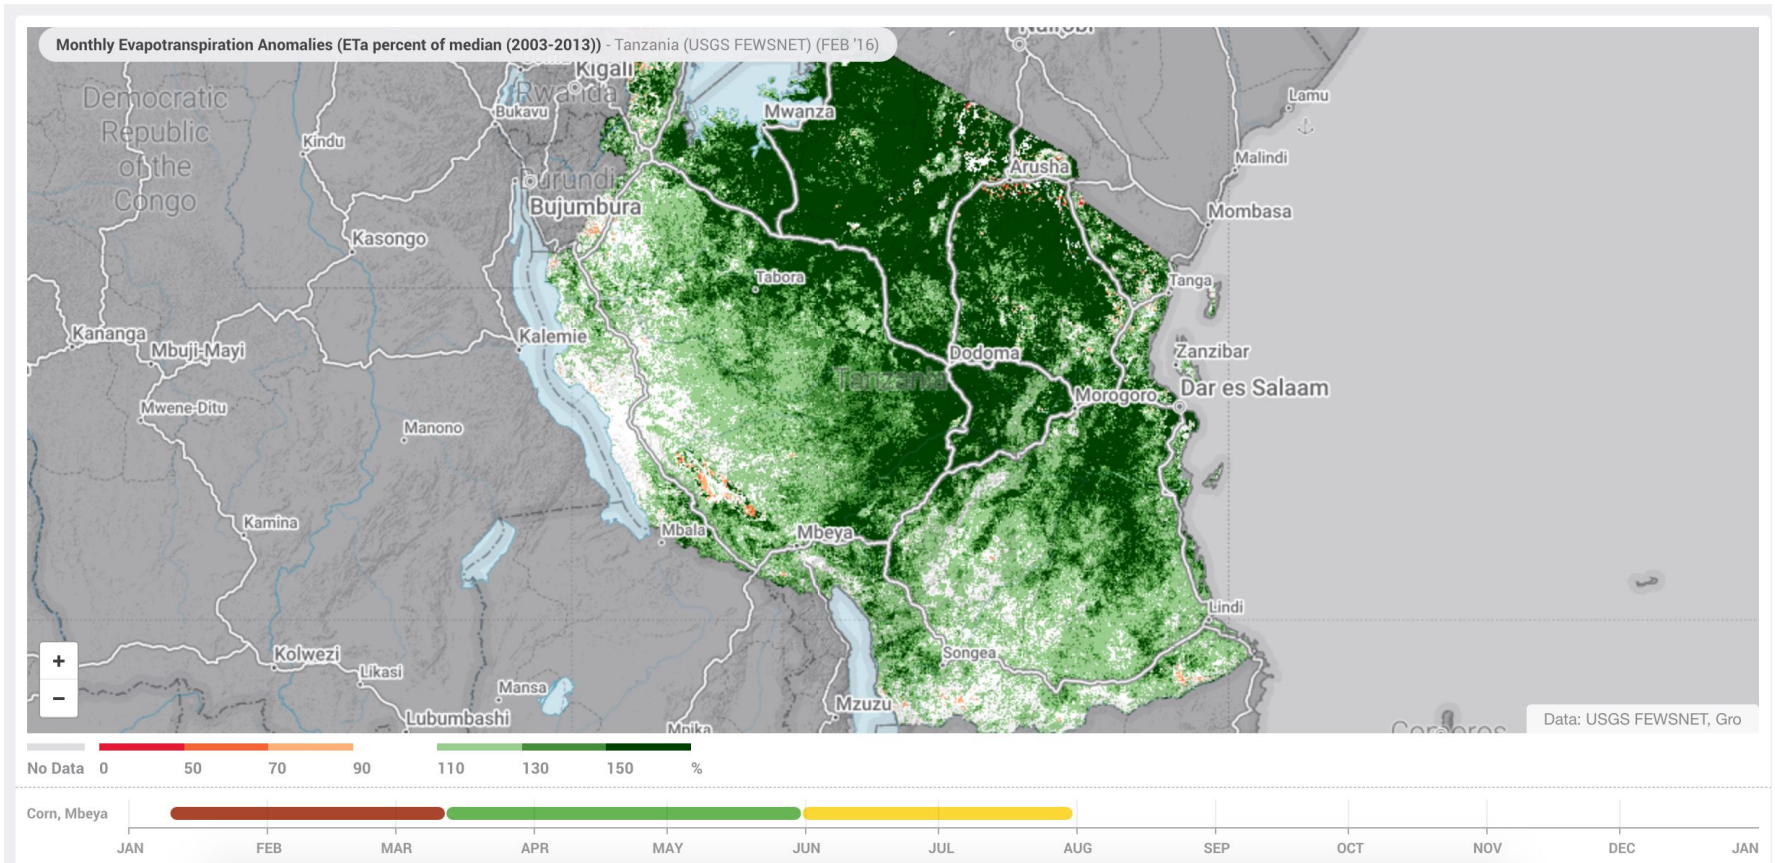 Monthly Evapotranspiration Anomalies (ETa percent of median (2003-2013)) - Tanzania (USGS FEWSNET) (FEB '16)
Nairobi
Kigali
Rwanda
Democratic
Republic
of the
Congo
Bukavu
Mwanza
Lamu
Kindu
Malindi
Arusha
Burundi
Bujumbura
Mombasa
Kasongo
Tabora
Tanga
Kananga
Mbuji-Mayi
Kalemie
Dodoma
Zanzibar
Tanzania
Dar es Salaam
Morogoro
Mwene-Ditu
Manono
Kamina
Mbala
Mbeya
Lindi
+
Kolwezi
Songea
Likasi
−
Mansa
Mzuzu
Lubumbashi
Mpika
Data: USGS FEWSNET, Gro
No Data 0 50 70 90 110 130 150 %
Corn, Mbeya
JAN FEB MAR APR MAY JUN JUL AUG SEP OCT NOV DEC JAN